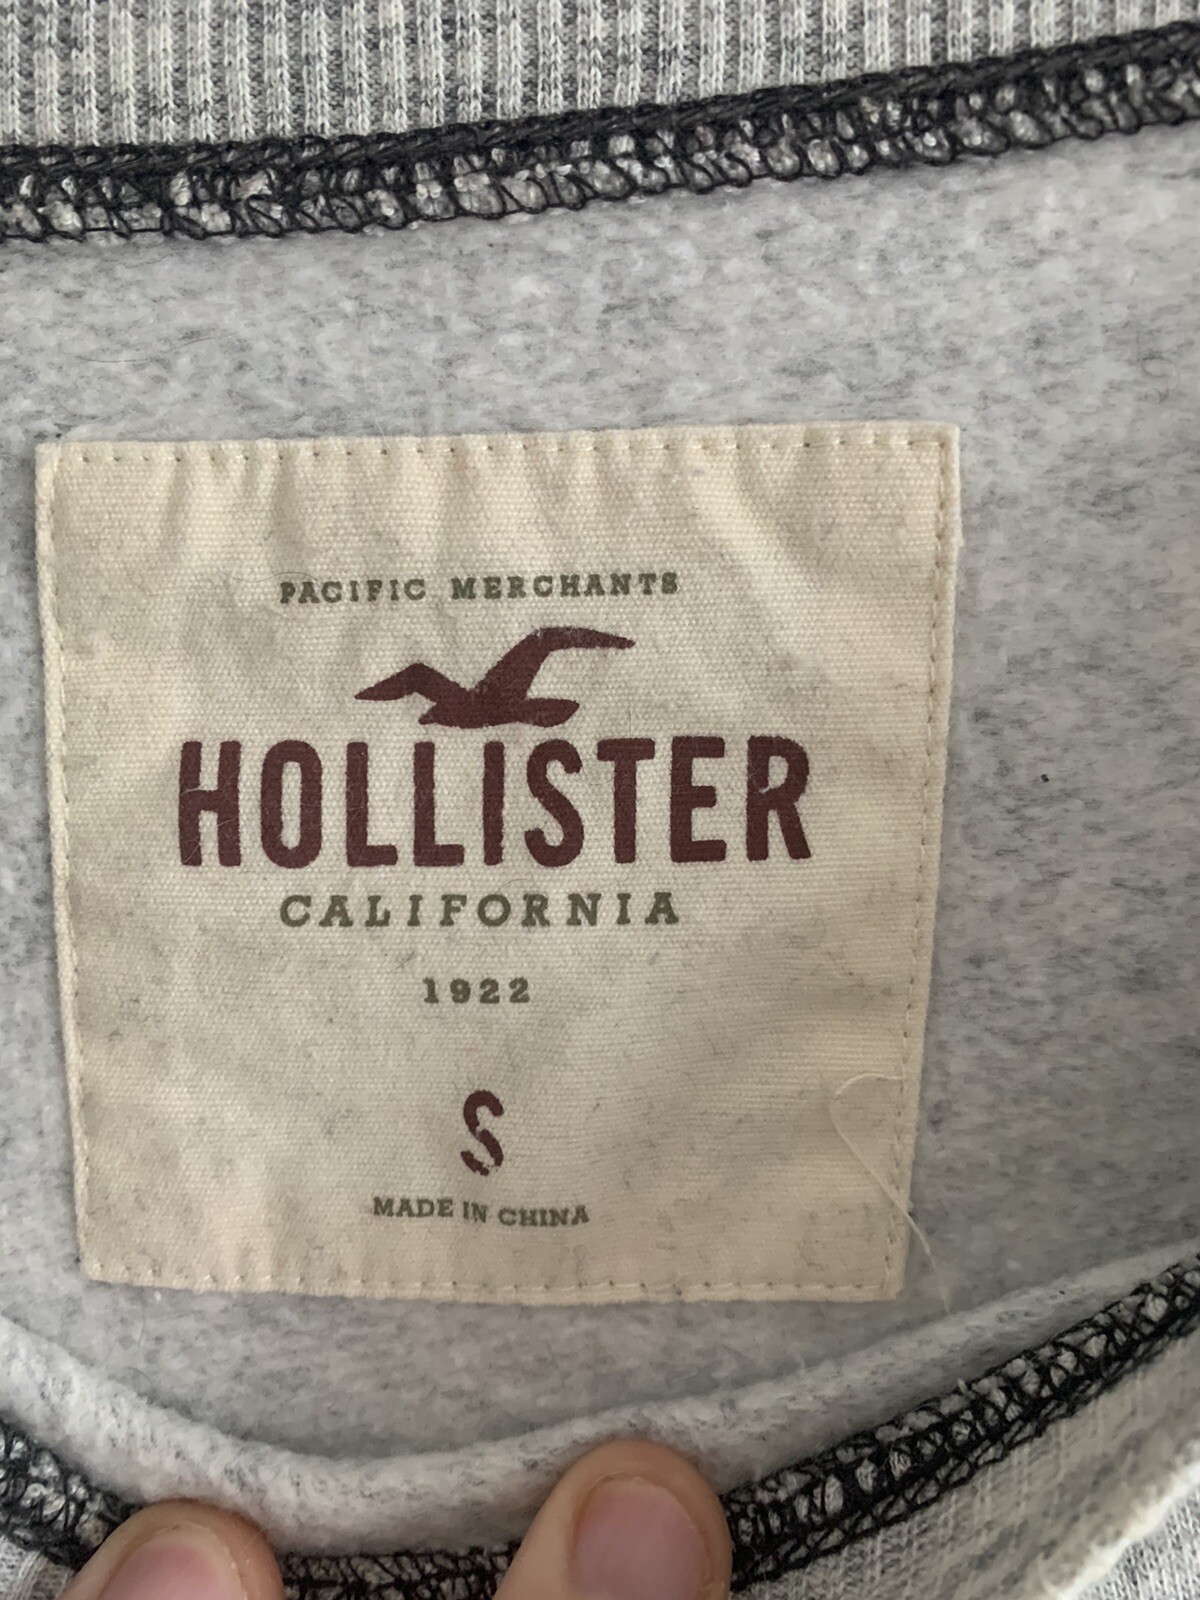 PACIFIC MERCHANTS
HOLLISTER
CALIFORNIA
1922
S
MADE IN CHINA